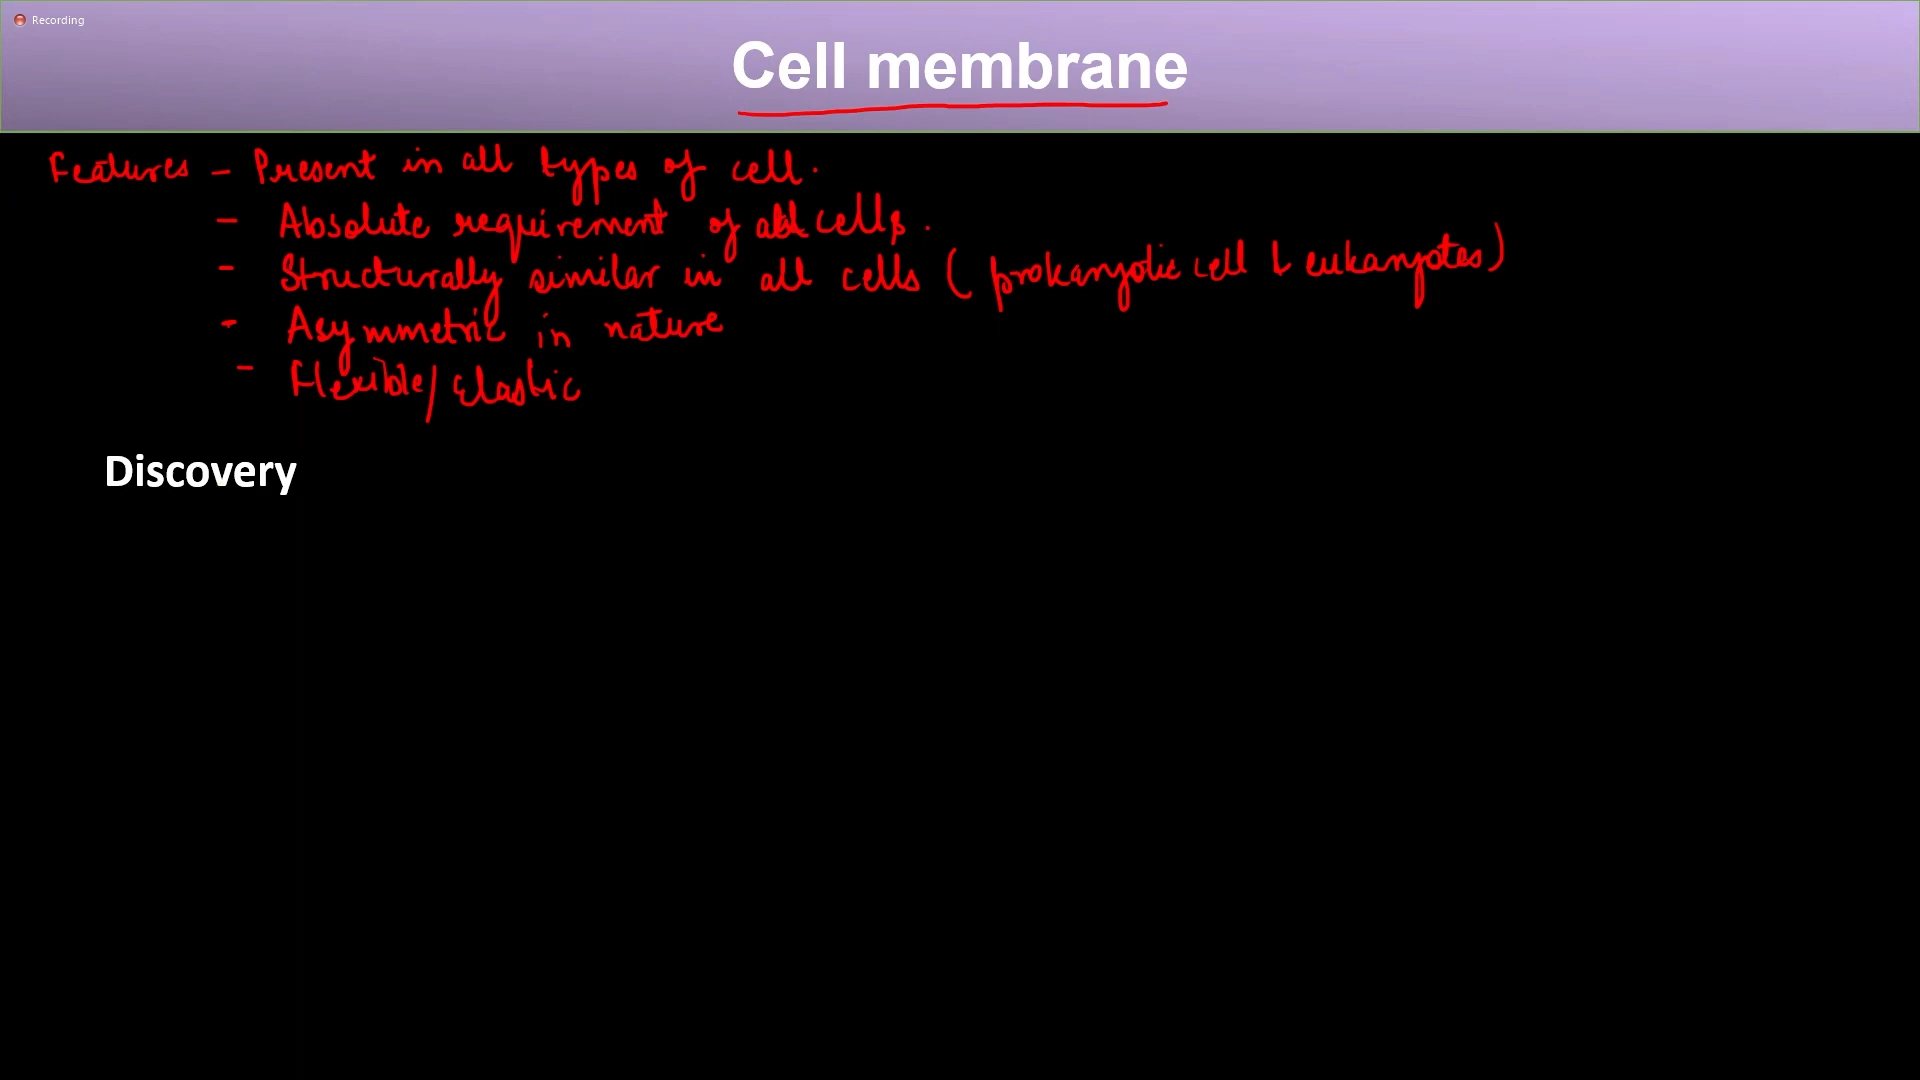 Recording
Cell membrane
Features - Present in all types of cell.
- Absolute requirement of all cells.
- Structurally similar in all cells (prokaryotic cell & eukaryotes)
- Asymmetric in nature
- Flexible/Elastic
Discovery